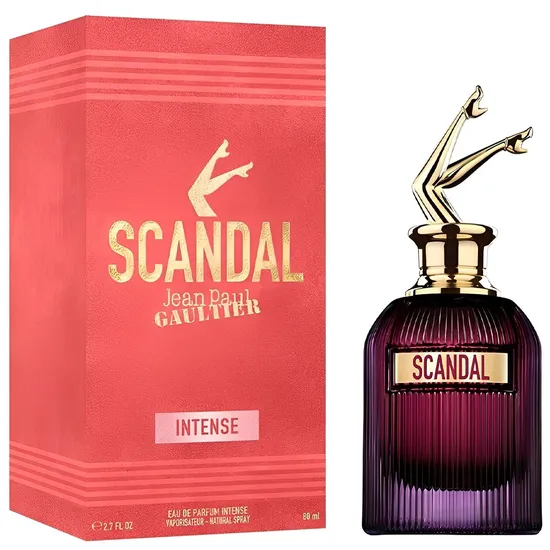 SCANDAL
Jean Paul
GAULTIER
INTENSE
EAU DE PARFUM INTENSE
VAPORISATEUR - NATURAL SPRAY
℮ 2.7 FL OZ
80 ml
SCANDAL